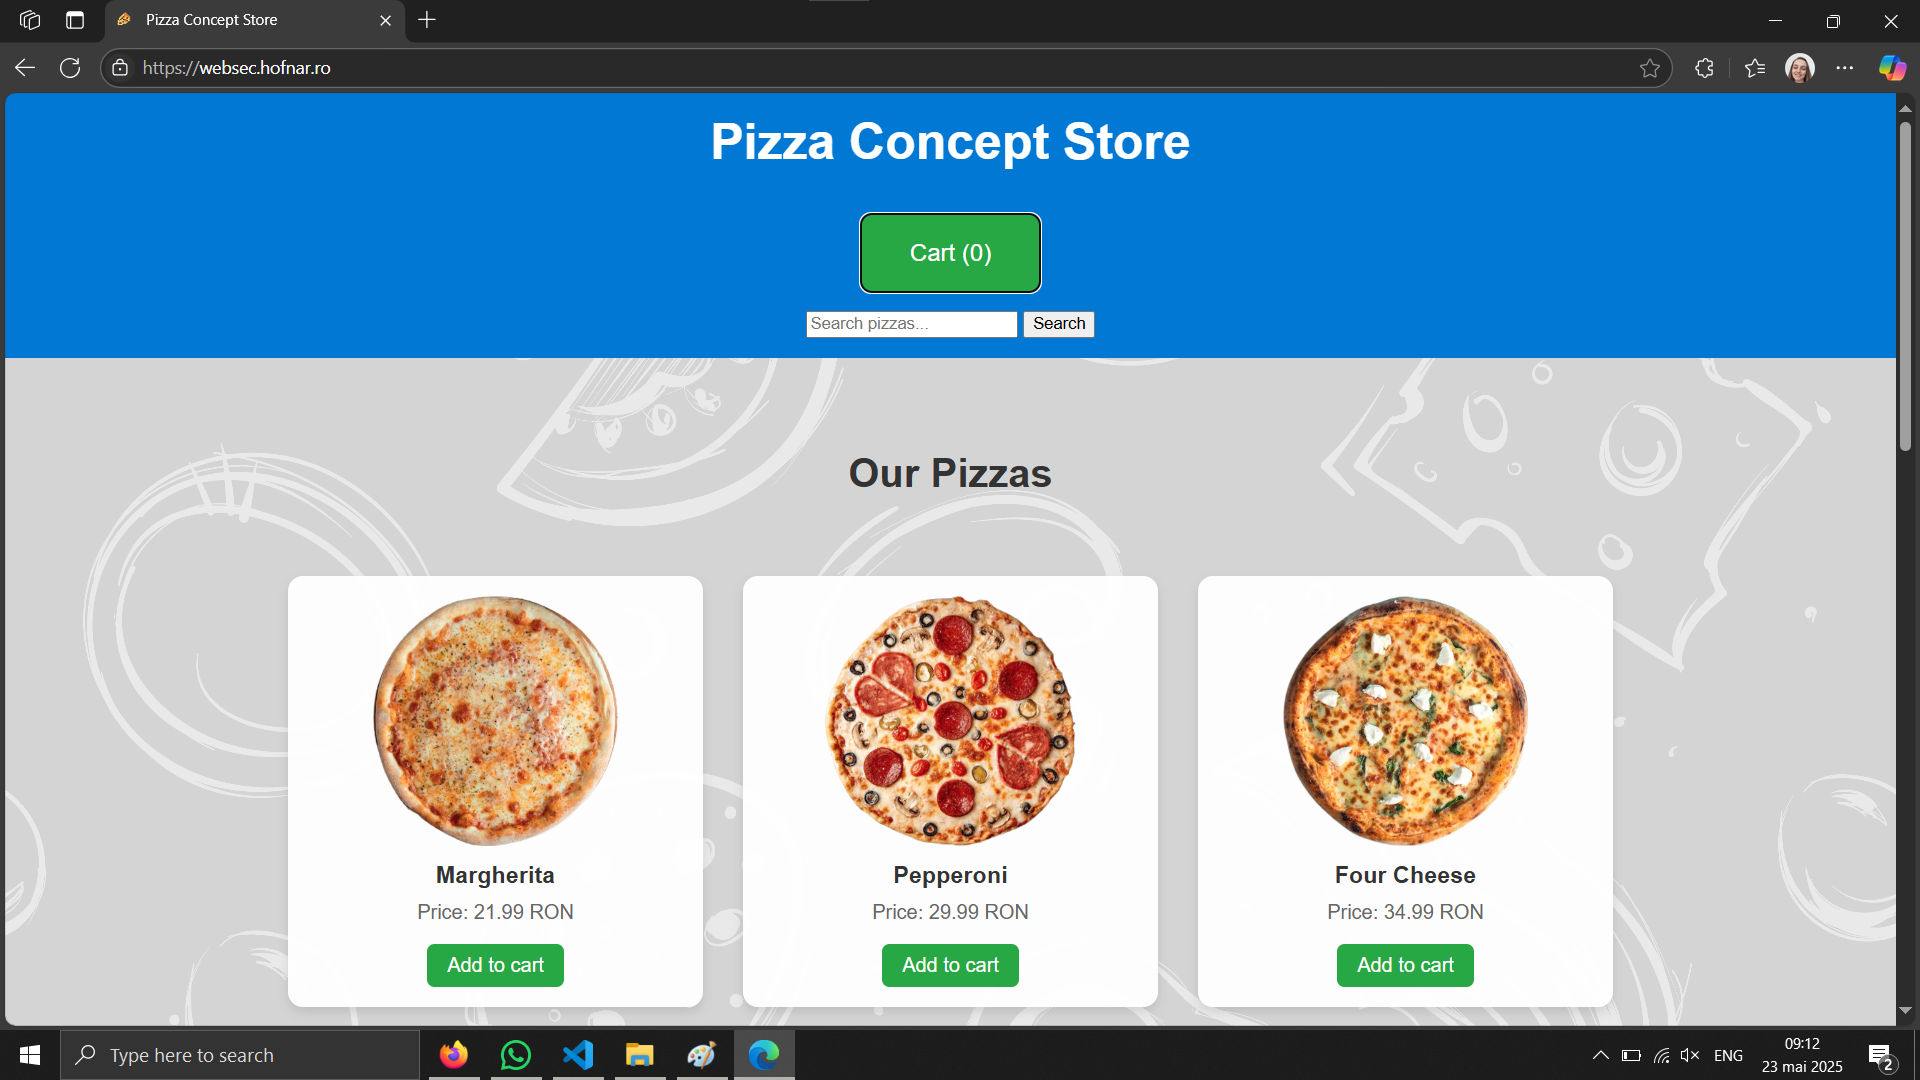 Pizza Concept Store
https://websec.hofnar.ro
Pizza Concept Store
Cart (0)
Search pizzas...
Search
Our Pizzas
Margherita
Price: 21.99 RON
Add to cart
Pepperoni
Price: 29.99 RON
Add to cart
Four Cheese
Price: 34.99 RON
Add to cart
Type here to search
ENG
09:12
23 mai 2025
2